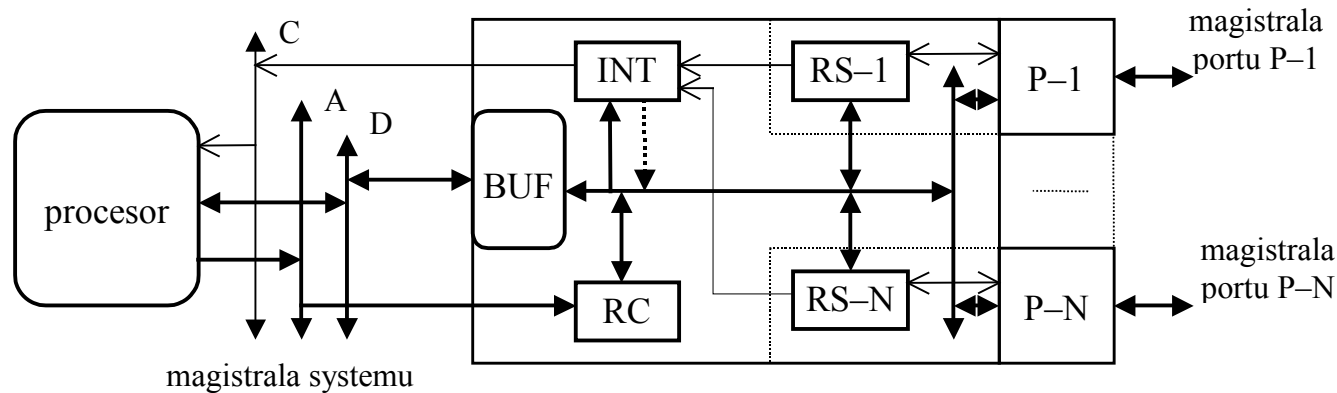 C
A
D
procesor
magistrala systemu
BUF
INT
RC
RS–1
RS–N
P–1
P–N
magistrala
portu P–1
magistrala
portu P–N